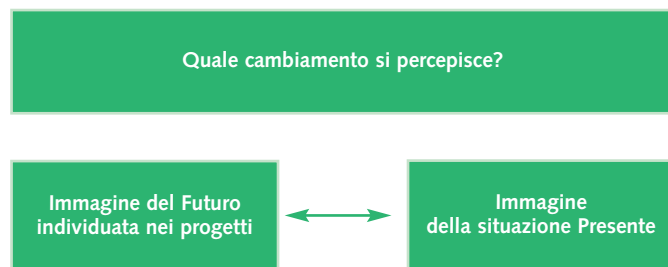 Quale cambiamento si percepisce?
Immagine del Futuro
individuata nei progetti
Immagine
della situazione Presente